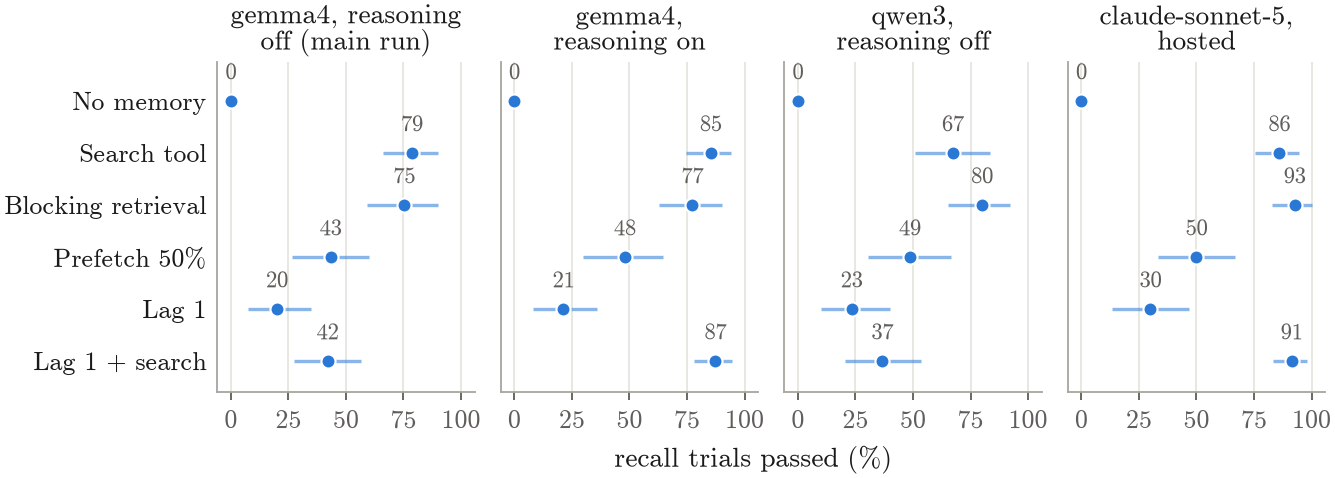 gemma4, reasoning
off (main run)
gemma4,
reasoning on
qwen3,
reasoning off
claude-sonnet-5,
hosted
No memory
0
0
0
0
Search tool
79
85
67
86
Blocking retrieval
75
77
80
93
Prefetch 50%
43
48
49
50
Lag 1
20
21
23
30
Lag 1 + search
42
87
37
91
0 25 50 75 100
0 25 50 75 100
0 25 50 75 100
0 25 50 75 100
recall trials passed (%)